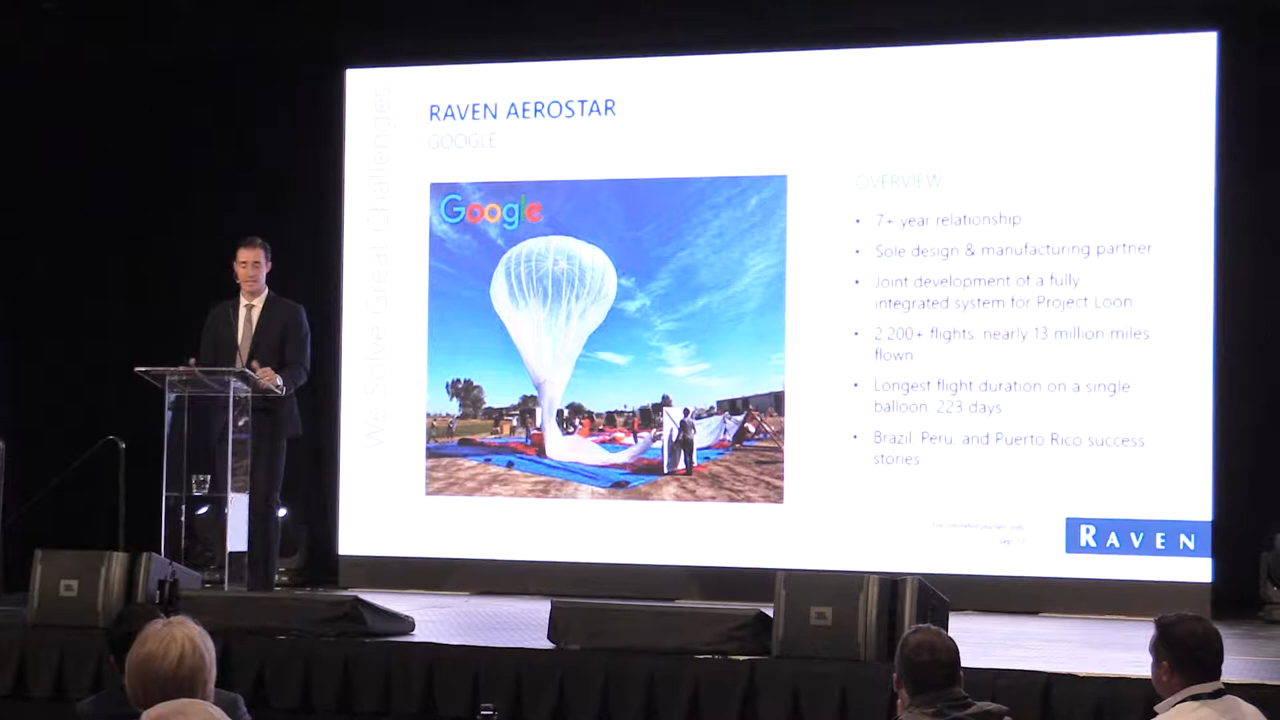 We Solve Great Challenges
RAVEN AEROSTAR
GOOGLE
Google
OVERVIEW
• 7+ year relationship
• Sole design & manufacturing partner
• Joint development of a fully
integrated system for Project Loon
• 2,200+ flights, nearly 13 million miles
flown
• Longest flight duration on a single
balloon: 223 days
• Brazil, Peru, and Puerto Rico success
stories
RAVEN
JBL
JBL